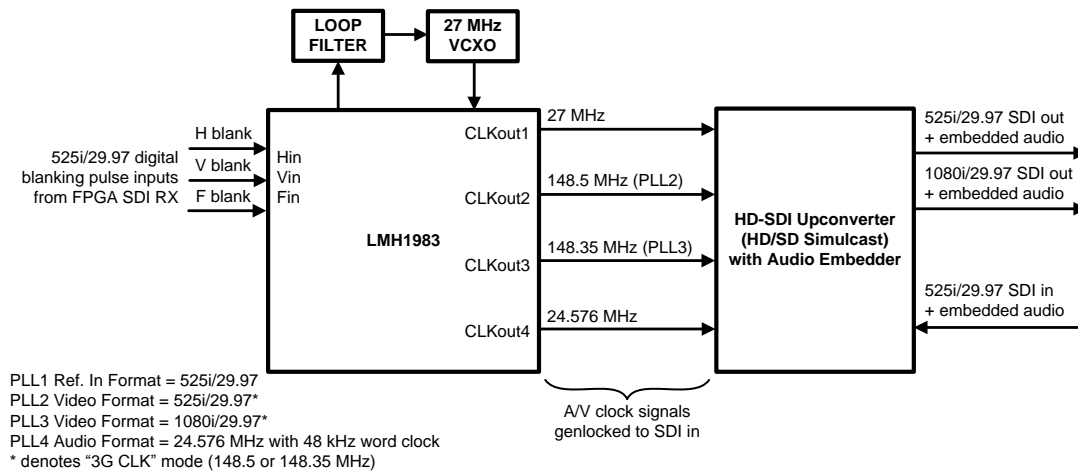 LOOP
FILTER
27 MHz
VCXO
H blank
V blank
F blank
525i/29.97 digital
blanking pulse inputs
from FPGA SDI RX
Hin
Vin
Fin
LMH1983
CLKout1
CLKout2
CLKout3
CLKout4
27 MHz
148.5 MHz (PLL2)
148.35 MHz (PLL3)
24.576 MHz
HD-SDI Upconverter
(HD/SD Simulcast)
with Audio Embedder
525i/29.97 SDI out
+ embedded audio
1080i/29.97 SDI out
+ embedded audio
525i/29.97 SDI in
+ embedded audio
A/V clock signals
genlocked to SDI in
PLL1 Ref. In Format = 525i/29.97
PLL2 Video Format = 525i/29.97*
PLL3 Video Format = 1080i/29.97*
PLL4 Audio Format = 24.576 MHz with 48 kHz word clock
* denotes “3G CLK” mode (148.5 or 148.35 MHz)